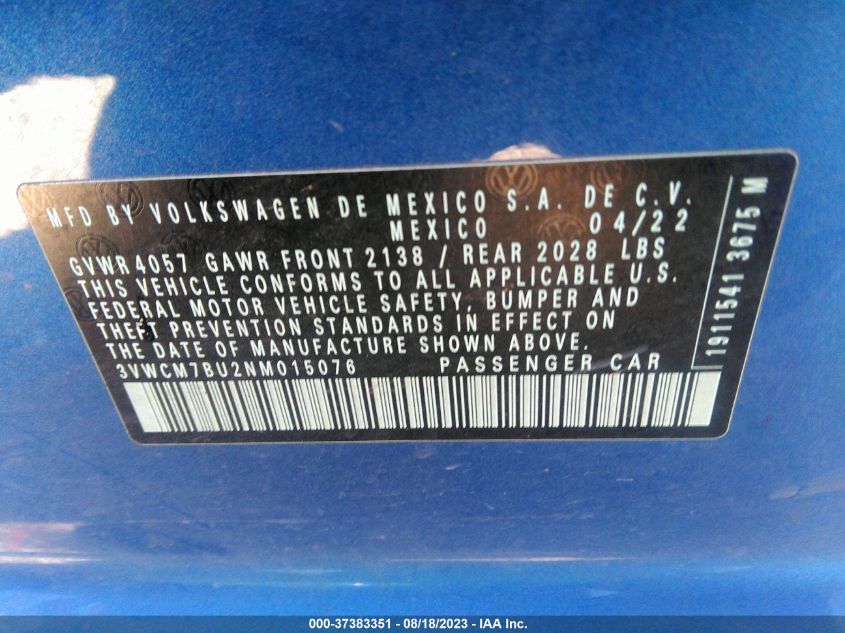 MFD BY VOLKSWAGEN DE MEXICO S.A. DE C.V.
MEXICO 04/22
GVWR 4057 GAWR FRONT 2138 / REAR 2028 LBS
THIS VEHICLE CONFORMS TO ALL APPLICABLE U.S.
FEDERAL MOTOR VEHICLE SAFETY, BUMPER AND
THEFT PREVENTION STANDARDS IN EFFECT ON
THE DATE OF MANUFACTURE SHOWN ABOVE.
3VWCM7BU2NM015076 PASSENGER CAR
1911541 3675 M
000-37383351 - 08/18/2023 - IAA Inc.